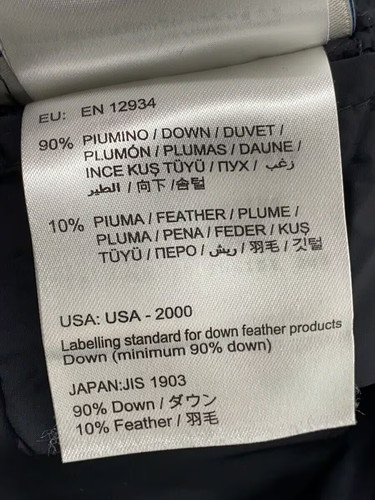 EU: EN 12934
90% PIUMINO / DOWN / DUVET /
PLUMÓN / PLUMAS / DAUNE /
INCE KUŞ TÜYÜ / ПУХ / زغب
الطير / 向下 /솜털
10% PIUMA / FEATHER / PLUME /
PLUMA / PENA / FEDER / KUŞ
TÜYÜ / ПЕРО / ريش / 羽毛 / 깃털
USA: USA - 2000
Labelling standard for down feather products
Down (minimum 90% down)
JAPAN:JIS 1903
90% Down / ダウン
10% Feather / 羽毛